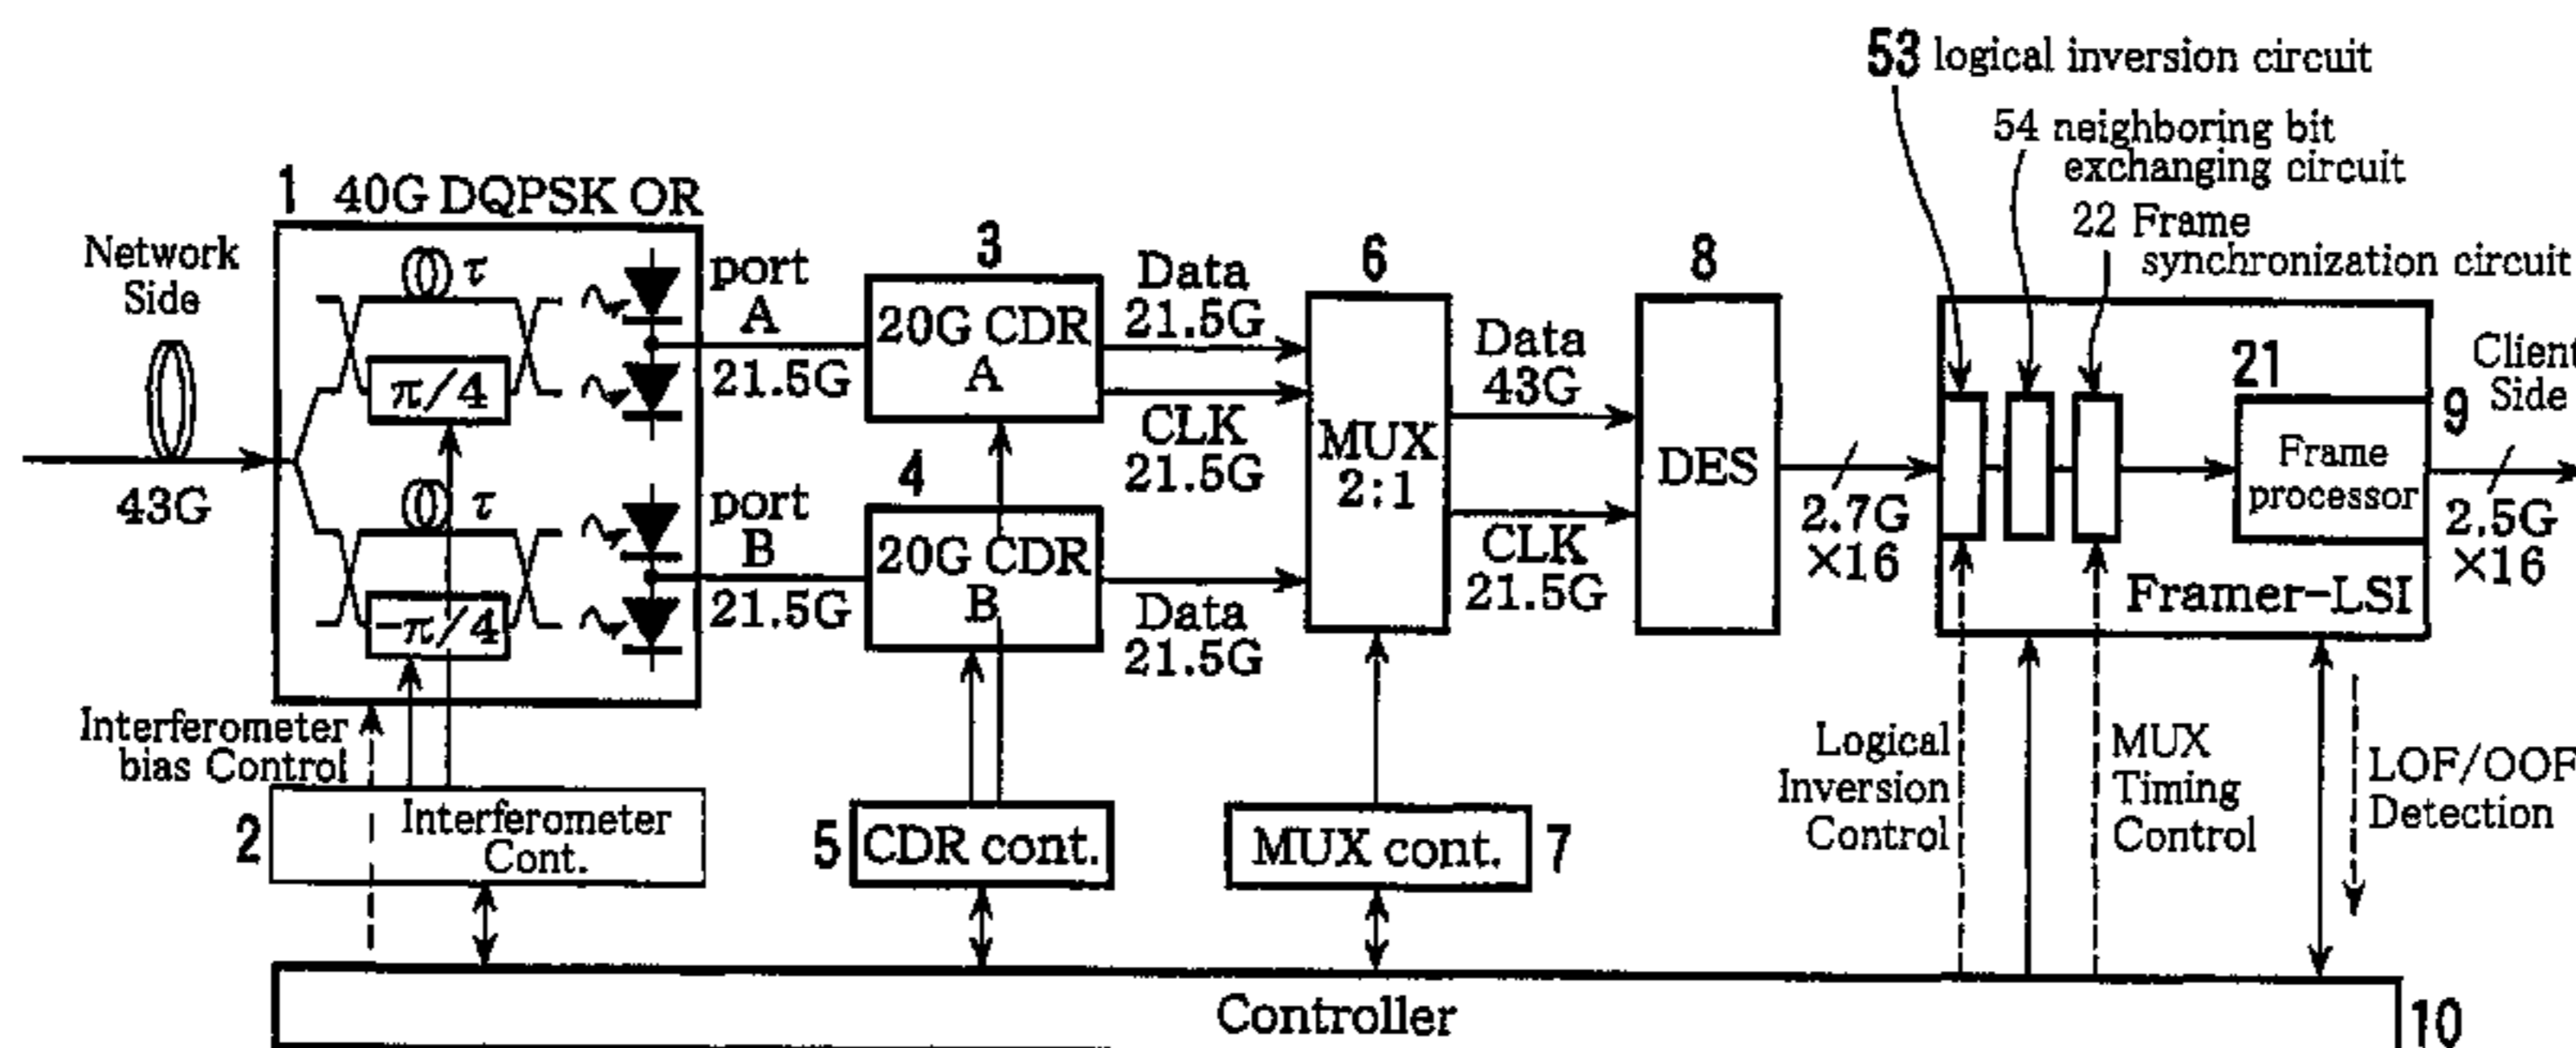 53 logical inversion circuit
54 neighboring bit
exchanging circuit
22 Frame
synchronization circuit
1 40G DQPSK OR
Network
Side
43G
τ
π/4
τ
-π/4
port
A
21.5G
port
B
21.5G
3
20G CDR
A
4
20G CDR
B
Data
21.5G
CLK
21.5G
Data
21.5G
6
MUX
2:1
Data
43G
CLK
21.5G
8
DES
2.7G
×16
21
Frame
processor
Framer-LSI
9
Client
Side
2.5G
×16
Interferometer
bias Control
2
Interferometer
Cont.
5
CDR cont.
MUX cont.
7
Logical
Inversion
Control
MUX
Timing
Control
LOF/OOF
Detection
Controller
10